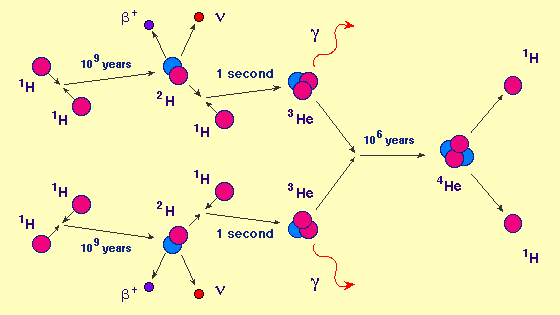 β⁺
ν
γ
¹H
¹H
10⁹ years
²H
1 second
¹H
¹H
³He
10⁶ years
⁴He
¹H
¹H
¹H
10⁹ years
²H
¹H
1 second
³He
β⁺
ν
γ
¹H